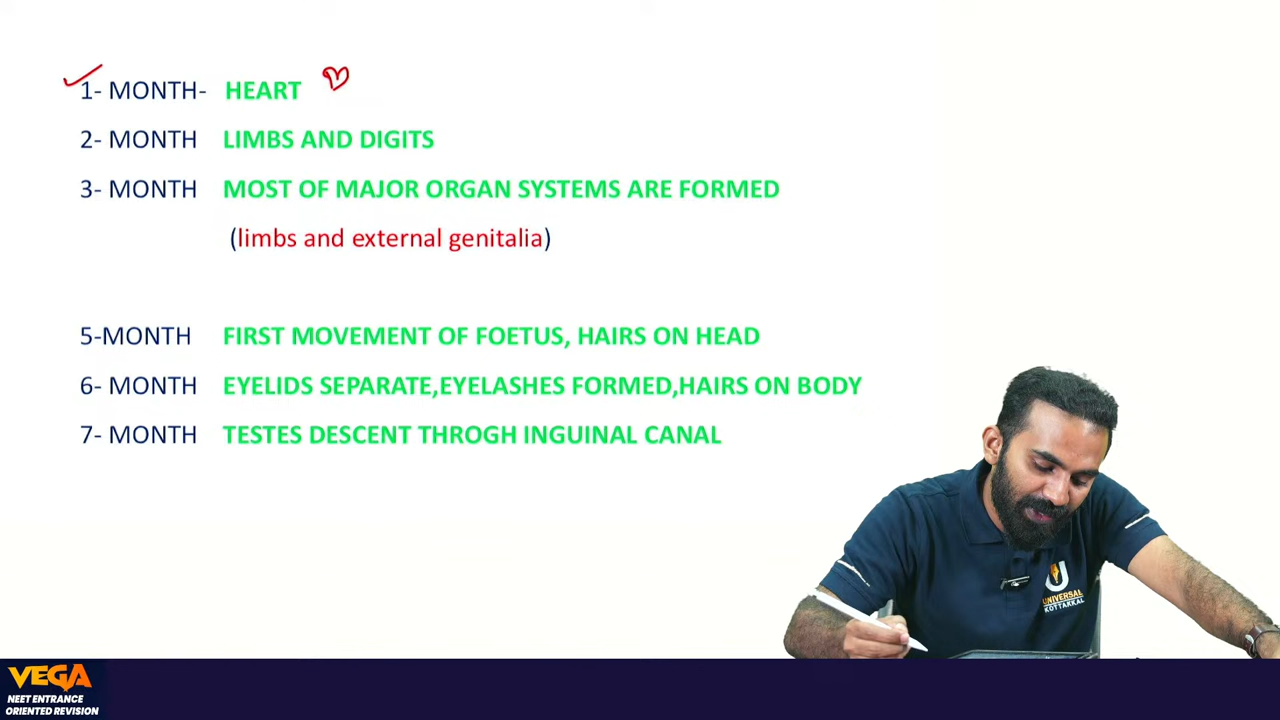 1- MONTH- HEART
2- MONTH LIMBS AND DIGITS
3- MONTH MOST OF MAJOR ORGAN SYSTEMS ARE FORMED
(limbs and external genitalia)
5-MONTH FIRST MOVEMENT OF FOETUS, HAIRS ON HEAD
6- MONTH EYELIDS SEPARATE,EYELASHES FORMED,HAIRS ON BODY
7- MONTH TESTES DESCENT THROGH INGUINAL CANAL
UNIVERSAL
KOTTAKKAL
VEGA
NEET ENTRANCE
ORIENTED REVISION